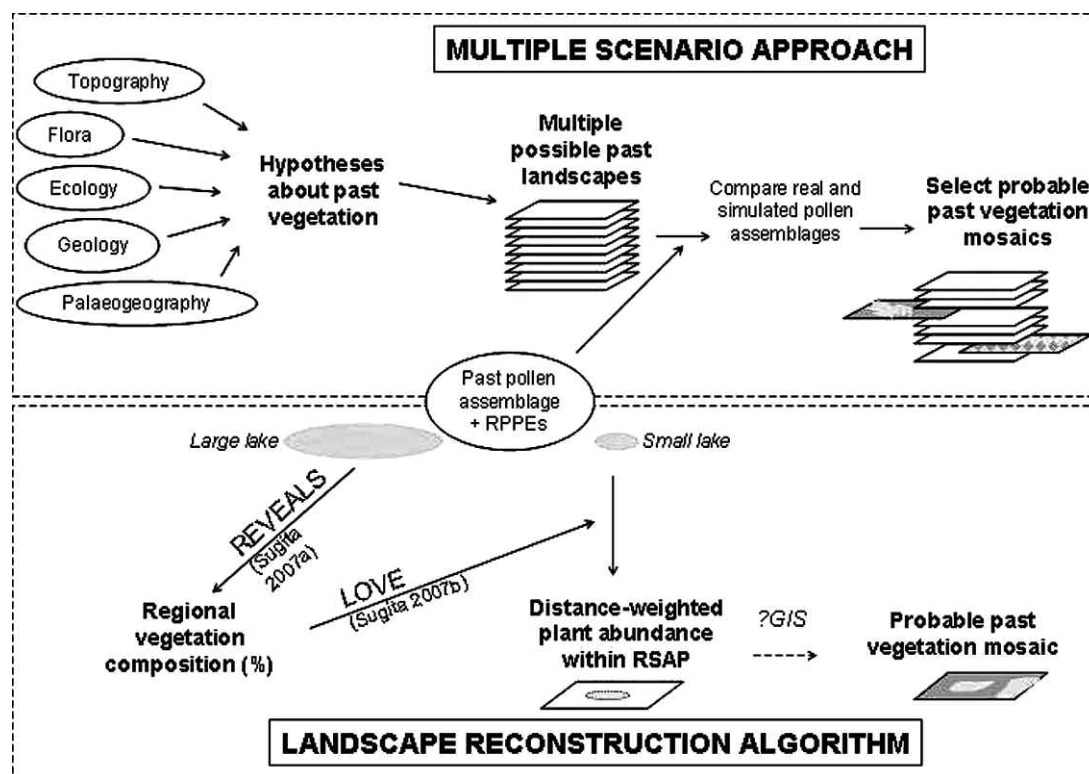 MULTIPLE SCENARIO APPROACH
Topography
Flora
Ecology
Geology
Palaeogeography
Hypotheses
about past
vegetation
Multiple
possible past
landscapes
Compare real and
simulated pollen
assemblages
Select probable
past vegetation
mosaics
Past pollen
assemblage
+ RPPEs
Large lake
Small lake
REVEALS
(Sugita
2007a)
LOVE
(Sugita 2007b)
Regional
vegetation
composition (%)
Distance-weighted
plant abundance
within RSAP
?GIS
Probable past
vegetation mosaic
LANDSCAPE RECONSTRUCTION ALGORITHM